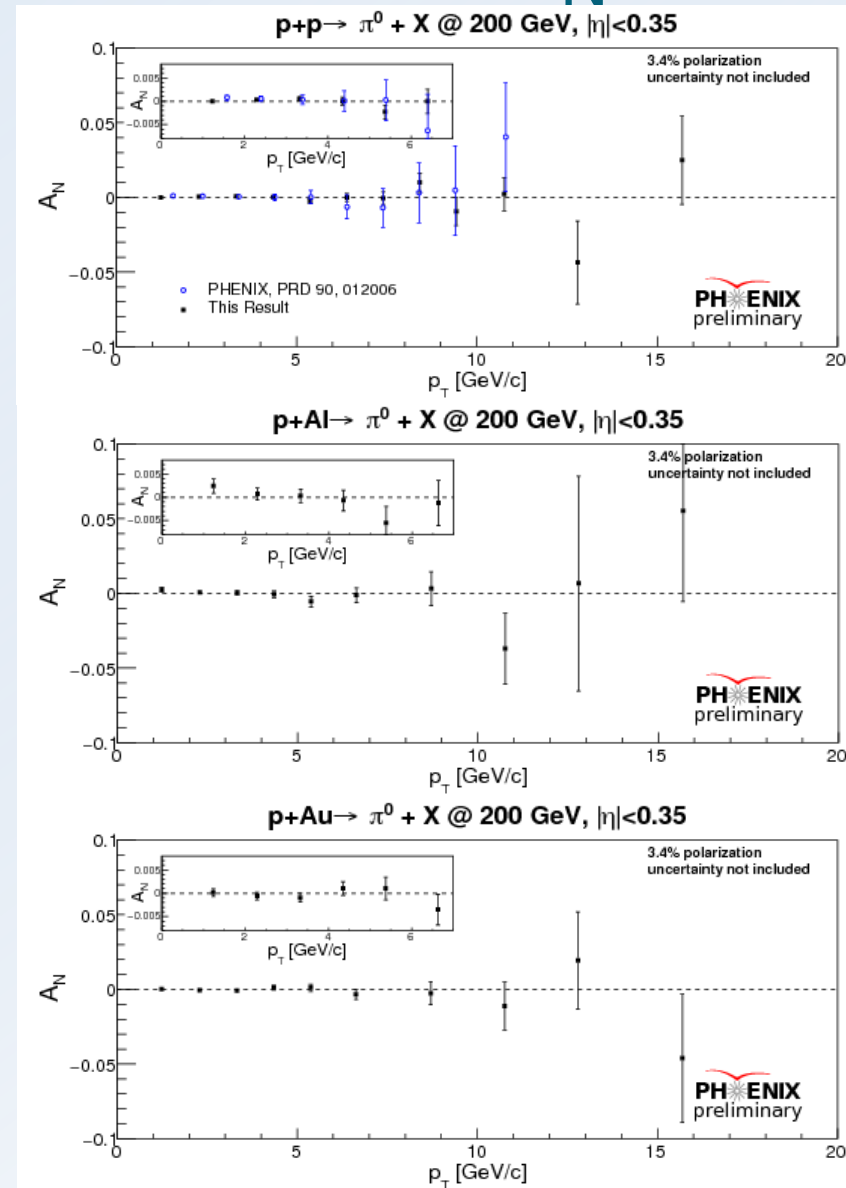 N
p+p→ π⁰ + X @ 200 GeV, |η|<0.35
3.4% polarization
uncertainty not included
A_N
0.1
0.05
0
−0.05
−0.1
A_N
0.005
0
−0.005
0 2 4 6
p_T [GeV/c]
PHENIX, PRD 90, 012006
This Result
PHENIX
preliminary
0 5 10 15 20
p_T [GeV/c]
p+Al→ π⁰ + X @ 200 GeV, |η|<0.35
3.4% polarization
uncertainty not included
A_N
0.1
0.05
0
−0.05
−0.1
A_N
0.005
0
−0.005
0 2 4 6
p_T [GeV/c]
PHENIX
preliminary
0 5 10 15 20
p_T [GeV/c]
p+Au→ π⁰ + X @ 200 GeV, |η|<0.35
3.4% polarization
uncertainty not included
A_N
0.1
0.05
0
−0.05
−0.1
A_N
0.005
0
−0.005
0 2 4 6
p_T [GeV/c]
PHENIX
preliminary
0 5 10 15 20
p_T [GeV/c]